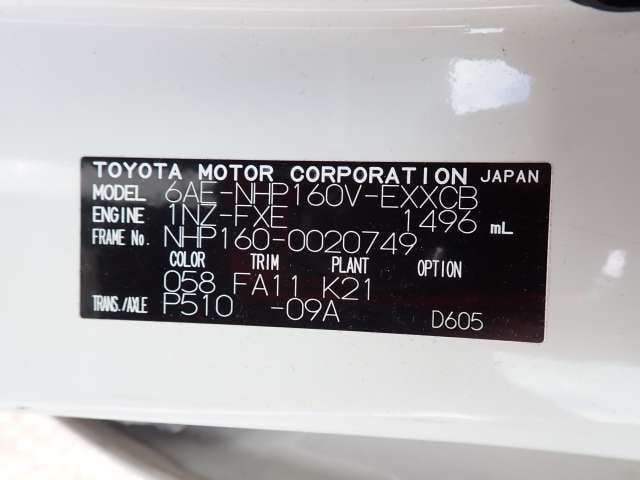 TOYOTA MOTOR CORPORATION JAPAN
MODEL 6AE-NHP160V-EXXCB
ENGINE 1NZ-FXE 1496 mL
FRAME No. NHP160-0020749
COLOR TRIM PLANT OPTION
058 FA11 K21
TRANS./AXLE P510 -09A D605